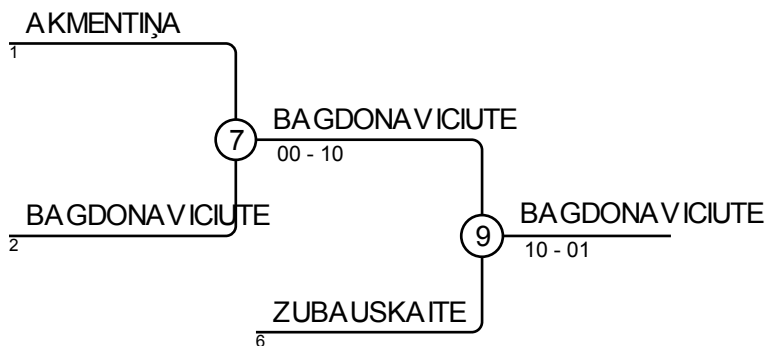 AKMENTIŅA
1
7
BAGDONAVICIUTE
00 - 10
BAGDONAVICIUTE
2
9
BAGDONAVICIUTE
10 - 01
ZUBAUSKAITE
6